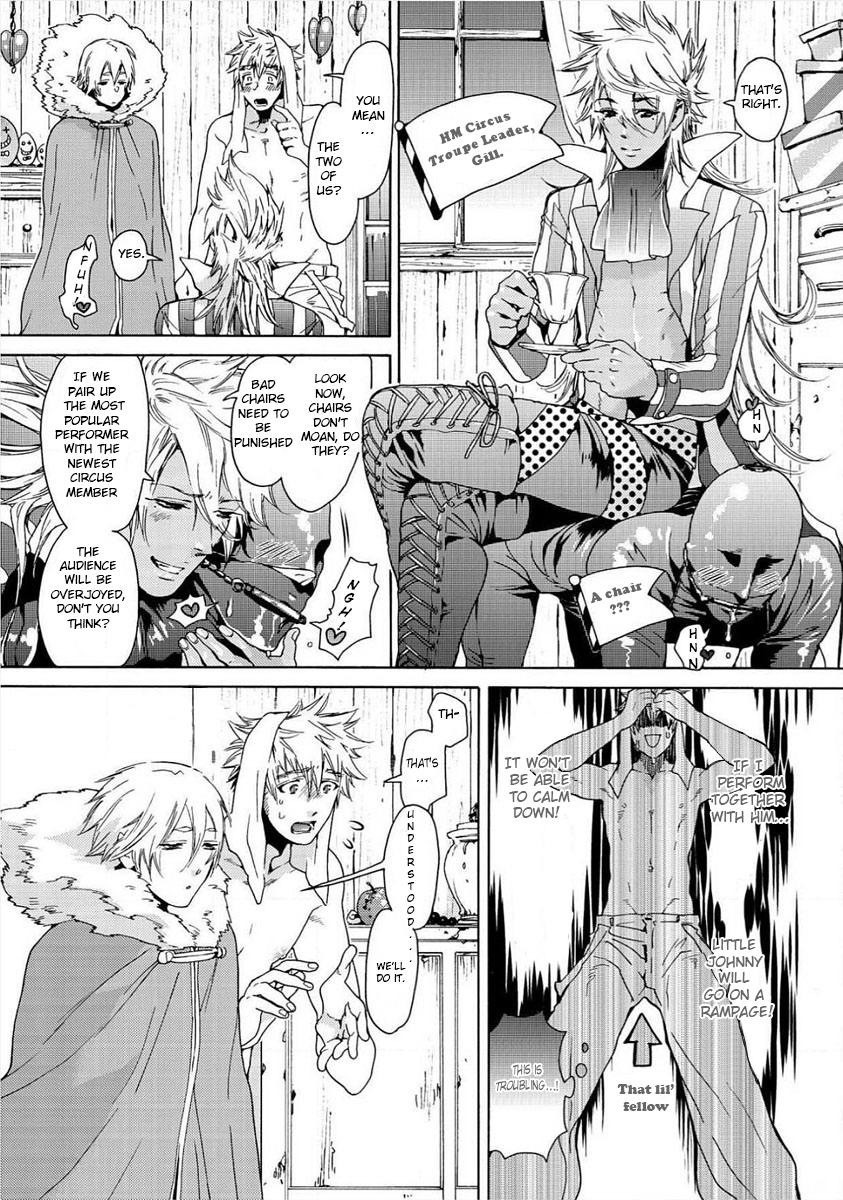 THAT'S
RIGHT.
HM Circus
Troupe Leader,
Gill.
HN
A chair
???
HNN
YOU
MEAN
...
THE
TWO
OF
US?
YES.
NFUH
LOOK
NOW,
CHAIRS
DON'T
MOAN, DO
THEY?
BAD
CHAIRS
NEED TO
BE
PUNISHED
NGH!
IF WE
PAIR UP
THE MOST
POPULAR
PERFORMER
WITH THE
NEWEST
CIRCUS
MEMBER
THE
AUDIENCE
WILL BE
OVERJOYED,
DON'T YOU
THINK?
IF I
PERFORM
TOGETHER
WITH HIM...
IT WON'T
BE ABLE
TO CALM
DOWN!
LITTLE
JOHNNY
WILL
GO ON A
RAMPAGE!
THIS IS
TROUBLING...!
That lil'
fellow
TH-
THAT'S
...
UNDERSTOOD...
WE'LL
DO IT.